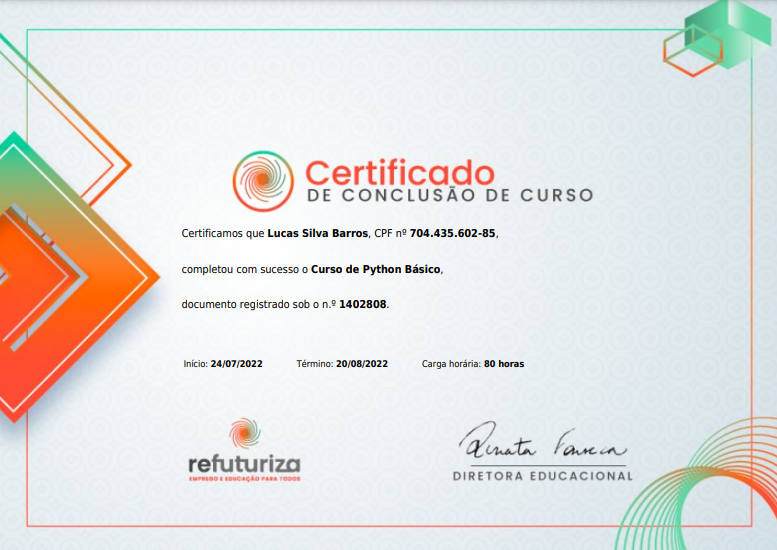 Certificado
DE CONCLUSÃO DE CURSO
Certificamos que Lucas Silva Barros, CPF nº 704.435.602-85,
completou com sucesso o Curso de Python Básico,
documento registrado sob o n.º 1402808.
Início: 24/07/2022 Término: 20/08/2022 Carga horária: 80 horas
refuturiza
EMPREGO E EDUCAÇÃO PARA TODOS
Renata Fonseca
DIRETORA EDUCACIONAL